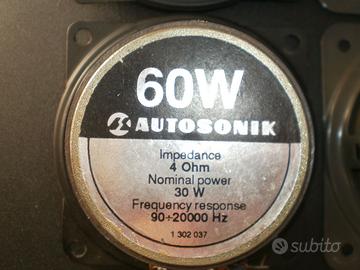 60W
AUTOSONIK
Impedance
4 Ohm
Nominal power
30 W
Frequency response
90÷20000 Hz
1 302 037
subito